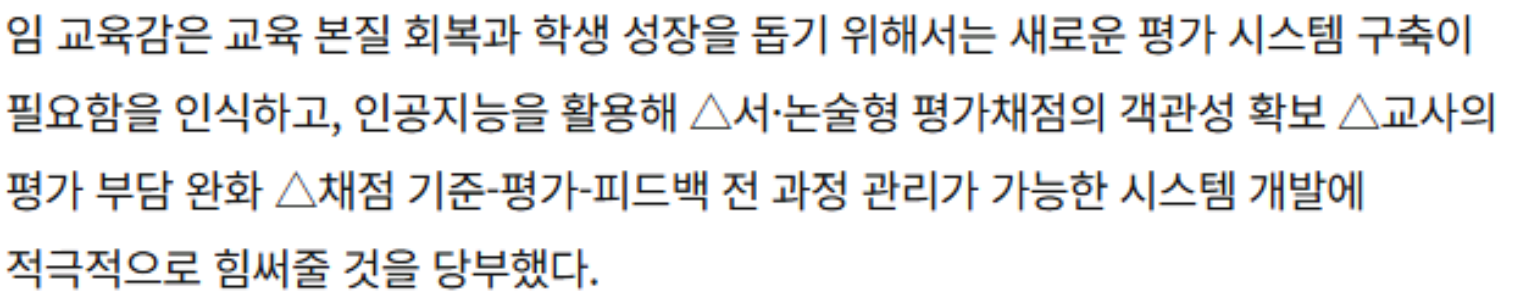 임 교육감은 교육 본질 회복과 학생 성장을 돕기 위해서는 새로운 평가 시스템 구축이
필요함을 인식하고, 인공지능을 활용해 △서·논술형 평가채점의 객관성 확보 △교사의
평가 부담 완화 △채점 기준-평가-피드백 전 과정 관리가 가능한 시스템 개발에
적극적으로 힘써줄 것을 당부했다.